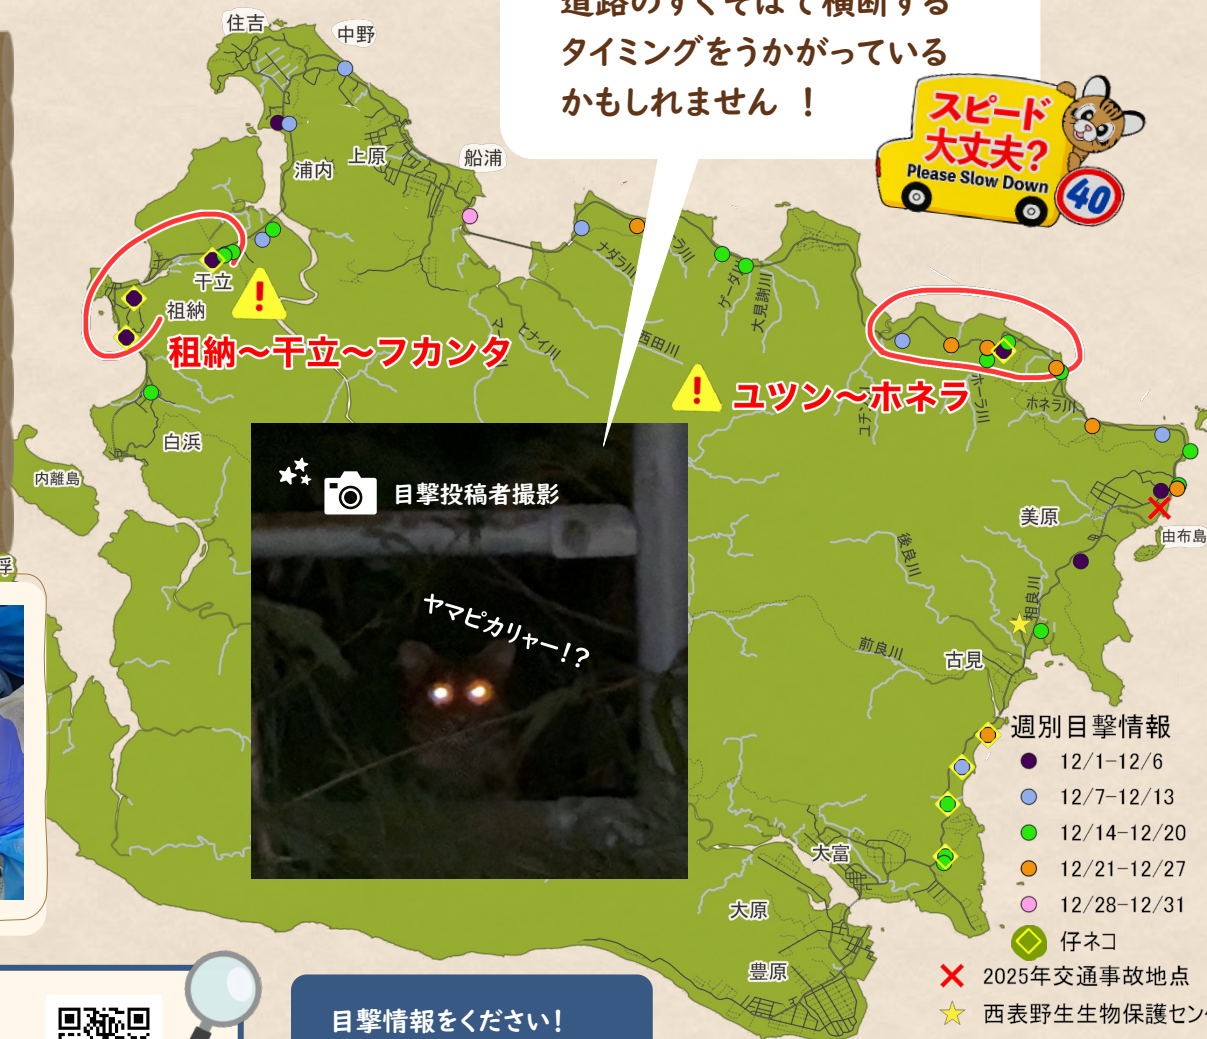 道路のすぐそばで横断する
タイミングをうかがっている
かもしれません ！
スピード
大丈夫?
Please Slow Down
40
住吉
中野
浦内
上原
船浦
干立
祖納
租納～干立～フカンタ
白浜
内離島
ナダラ川
ラ川
ゲーダ川
大見謝川
ヒナイ川
西田川
ユツン～ホネラ
ホーラ川
ホネラ川
美原
由布島
後良川
相良川
前良川
古見
大富
大原
豊原
目撃投稿者撮影
ヤマピカリャー!?
週別目撃情報
12/1-12/6
12/7-12/13
12/14-12/20
12/21-12/27
12/28-12/31
仔ネコ
2025年交通事故地点
西表野生生物保護セン
目撃情報をください!